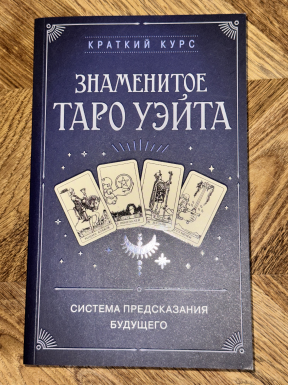 КРАТКИЙ КУРС
ЗНАМЕНИТОЕ
ТАРО УЭЙТА
СИСТЕМА ПРЕДСКАЗАНИЯ
БУДУЩЕГО